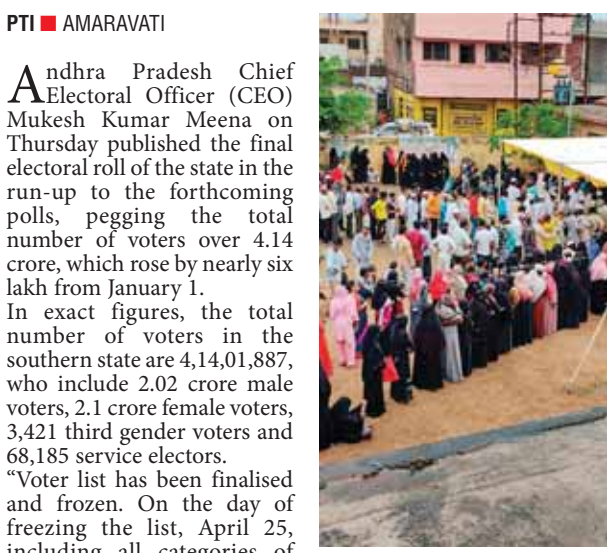 PTI AMARAVATI
Andhra Pradesh Chief
Electoral Officer (CEO)
Mukesh Kumar Meena on
Thursday published the final
electoral roll of the state in the
run-up to the forthcoming
polls, pegging the total
number of voters over 4.14
crore, which rose by nearly six
lakh from January 1.
In exact figures, the total
number of voters in the
southern state are 4,14,01,887,
who include 2.02 crore male
voters, 2.1 crore female voters,
3,421 third gender voters and
68,185 service electors.
“Voter list has been finalised
and frozen. On the day of
freezing the list, April 25,
including all categories of